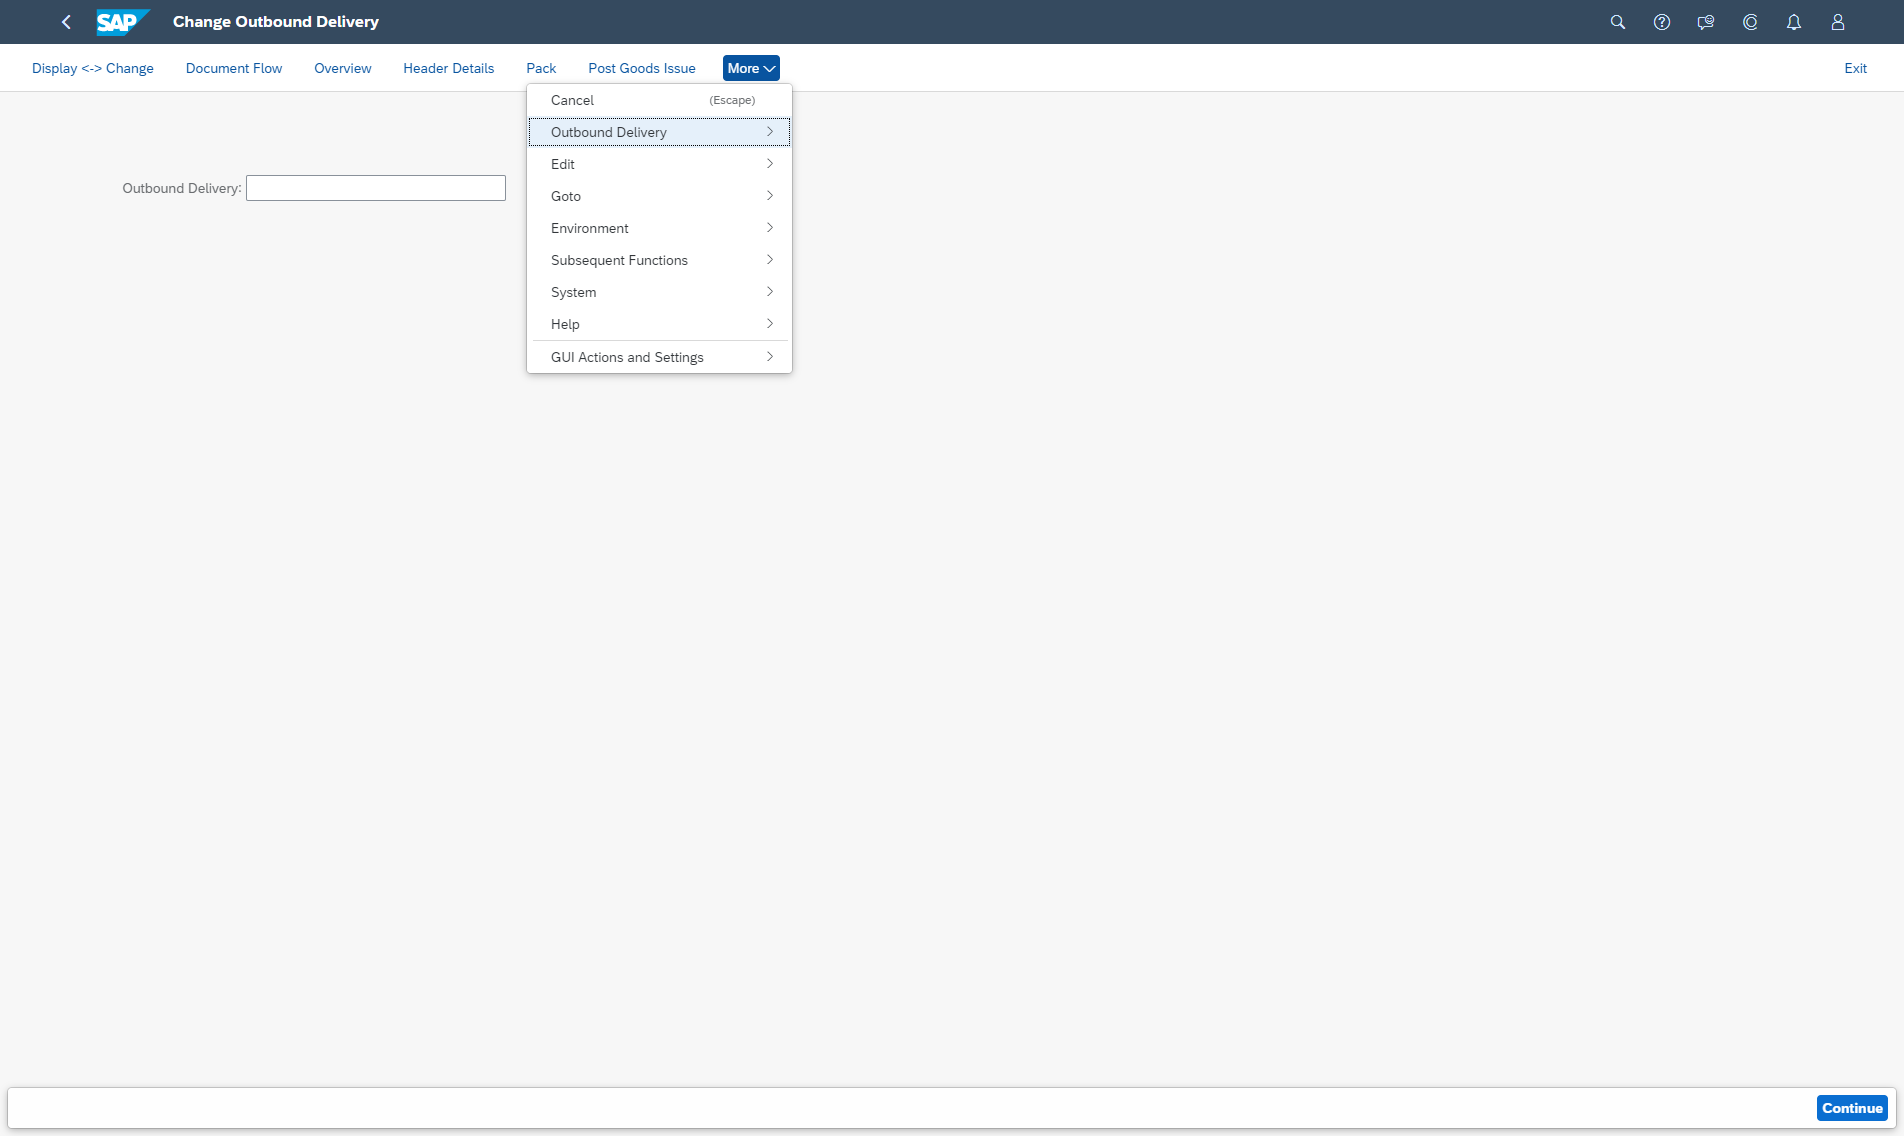 SAP Change Outbound Delivery
Display <-> Change Document Flow Overview Header Details Pack Post Goods Issue More Exit
Cancel (Escape)
Outbound Delivery
Edit
Outbound Delivery:
Goto
Environment
Subsequent Functions
System
Help
GUI Actions and Settings
Continue